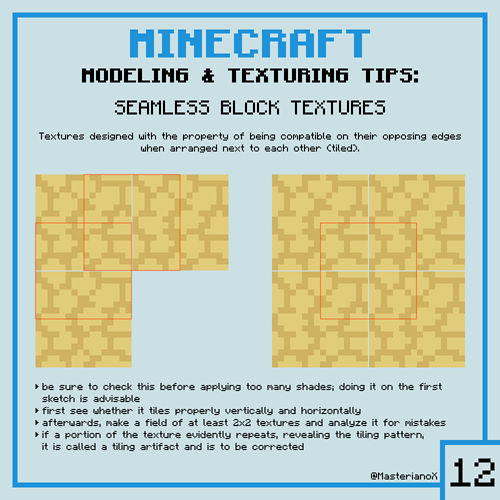 MINECRAFT
MODELING & TEXTURING TIPS:
SEAMLESS BLOCK TEXTURES
Textures designed with the property of being compatible on their opposing edges
when arranged next to each other (tiled).
be sure to check this before applying too many shades; doing it on the first
sketch is advisable
first see whether it tiles properly vertically and horizontally
afterwards, make a field of at least 2x2 textures and analyze it for mistakes
if a portion of the texture evidently repeats, revealing the tiling pattern,
it is called a tiling artifact and is to be corrected
@MasterianoX
12